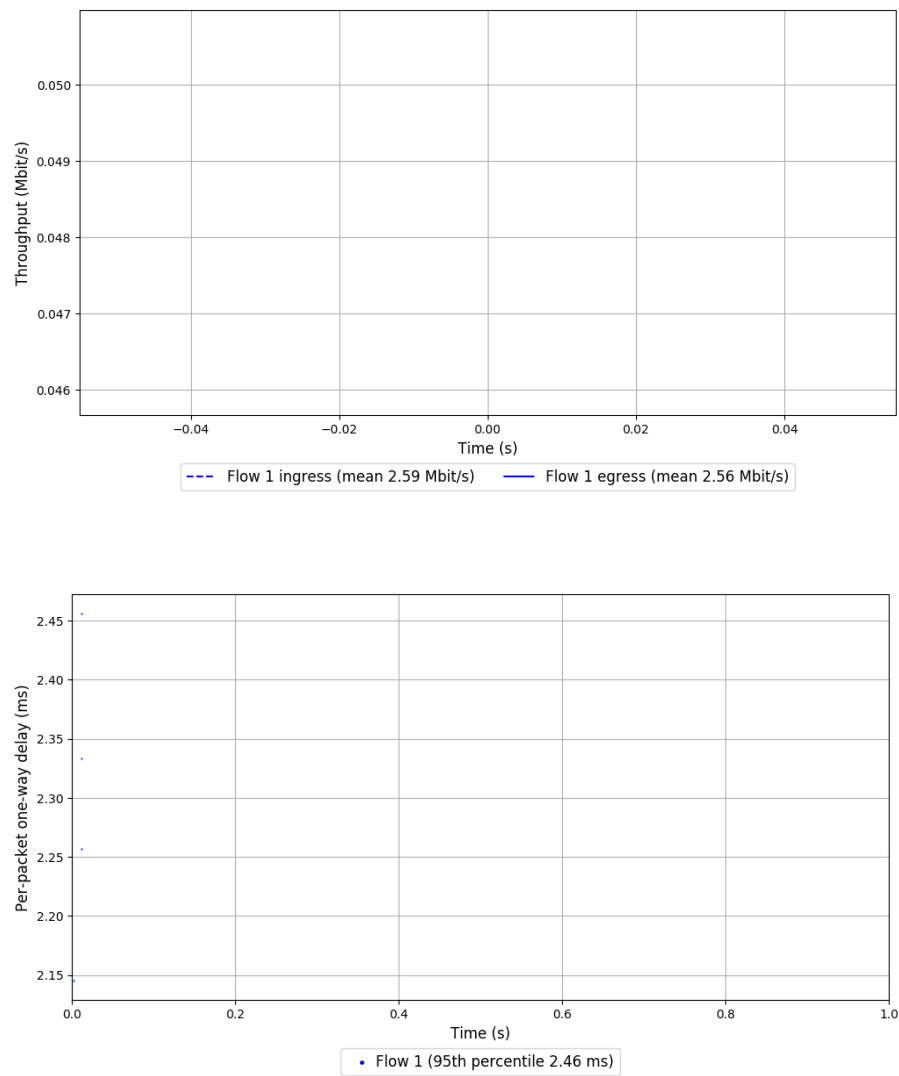 0.050
0.049
0.048
0.047
0.046
Throughput (Mbit/s)
−0.04 −0.02 0.00 0.02 0.04
Time (s)
Flow 1 ingress (mean 2.59 Mbit/s) Flow 1 egress (mean 2.56 Mbit/s)
2.45
2.40
2.35
2.30
2.25
2.20
2.15
Per-packet one-way delay (ms)
0.0 0.2 0.4 0.6 0.8 1.0
Time (s)
Flow 1 (95th percentile 2.46 ms)